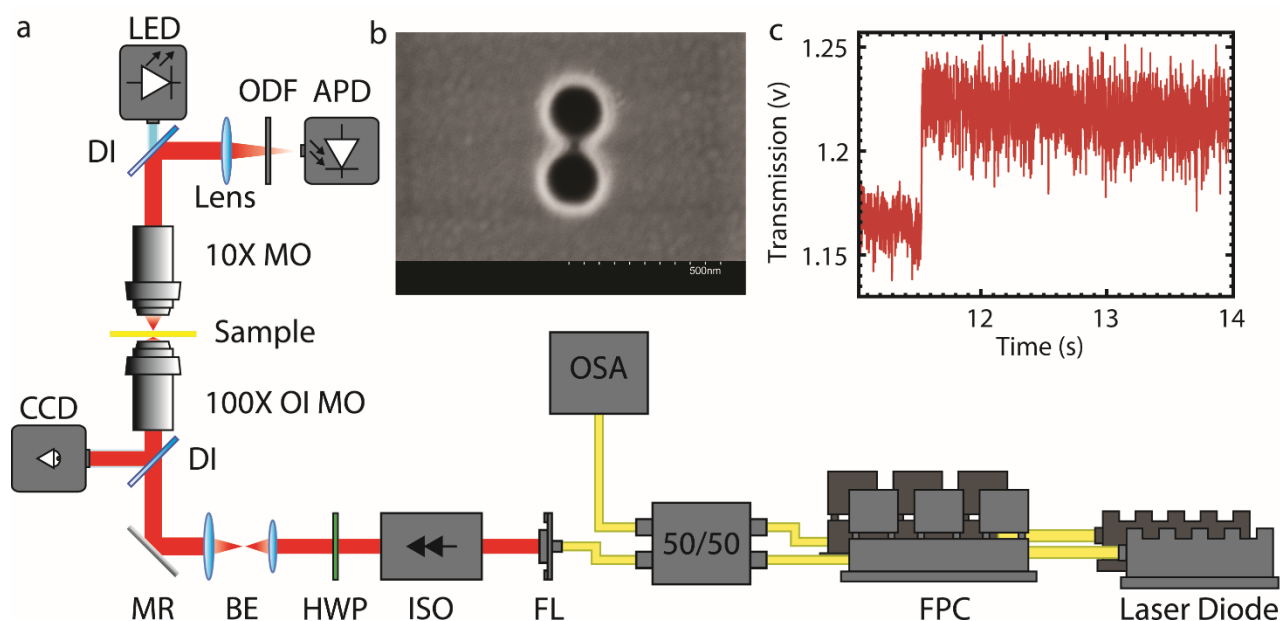 a
LED
ODF
APD
DI
Lens
10X MO
Sample
100X OI MO
CCD
DI
MR
BE
HWP
ISO
FL
OSA
50/50
FPC
Laser Diode
b
500nm
c
Transmission (v)
1.25
1.2
1.15
12
13
14
Time (s)